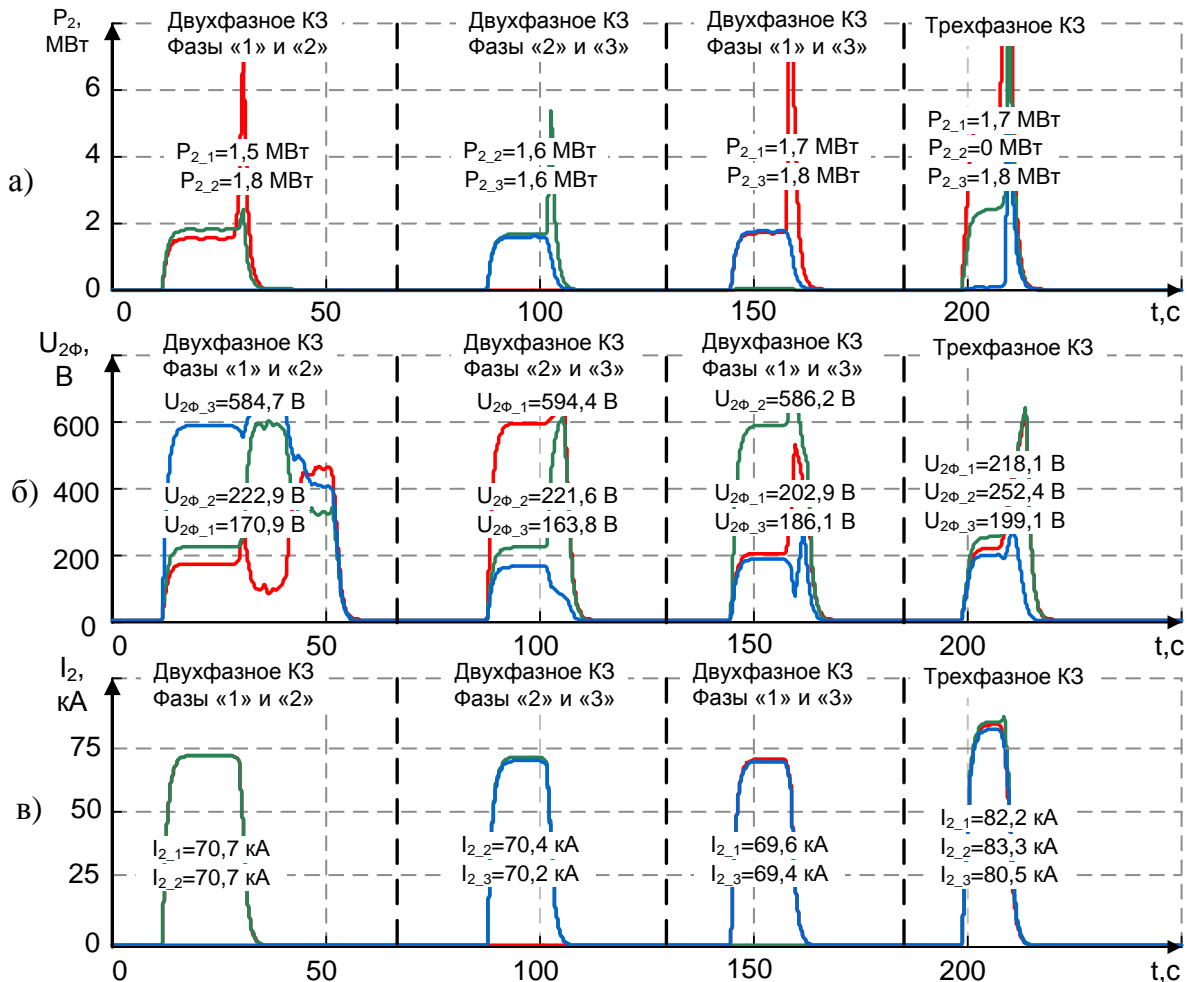 P2,
МВт
Двухфазное КЗ
Фазы «1» и «2»
Двухфазное КЗ
Фазы «2» и «3»
Двухфазное КЗ
Фазы «1» и «3»
Трехфазное КЗ
6
4
2
0
а)
P2_1=1,5 МВт
P2_2=1,8 МВт
P2_2=1,6 МВт
P2_3=1,6 МВт
P2_1=1,7 МВт
P2_3=1,8 МВт
P2_1=1,7 МВт
P2_2=0 МВт
P2_3=1,8 МВт
0
50
100
150
200
t,с
U2Ф,
В
Двухфазное КЗ
Фазы «1» и «2»
Двухфазное КЗ
Фазы «2» и «3»
Двухфазное КЗ
Фазы «1» и «3»
Трехфазное КЗ
600
400
200
0
б)
U2Ф_3=584,7 В
U2Ф_2=222,9 В
U2Ф_1=170,9 В
U2Ф_1=594,4 В
U2Ф_2=221,6 В
U2Ф_3=163,8 В
U2Ф_2=586,2 В
U2Ф_1=202,9 В
U2Ф_3=186,1 В
U2Ф_1=218,1 В
U2Ф_2=252,4 В
U2Ф_3=199,1 В
0
50
100
150
200
t,с
I2,
кА
Двухфазное КЗ
Фазы «1» и «2»
Двухфазное КЗ
Фазы «2» и «3»
Двухфазное КЗ
Фазы «1» и «3»
Трехфазное КЗ
75
50
25
0
в)
I2_1=70,7 кА
I2_2=70,7 кА
I2_2=70,4 кА
I2_3=70,2 кА
I2_1=69,6 кА
I2_3=69,4 кА
I2_1=82,2 кА
I2_2=83,3 кА
I2_3=80,5 кА
0
50
100
150
200
t,с